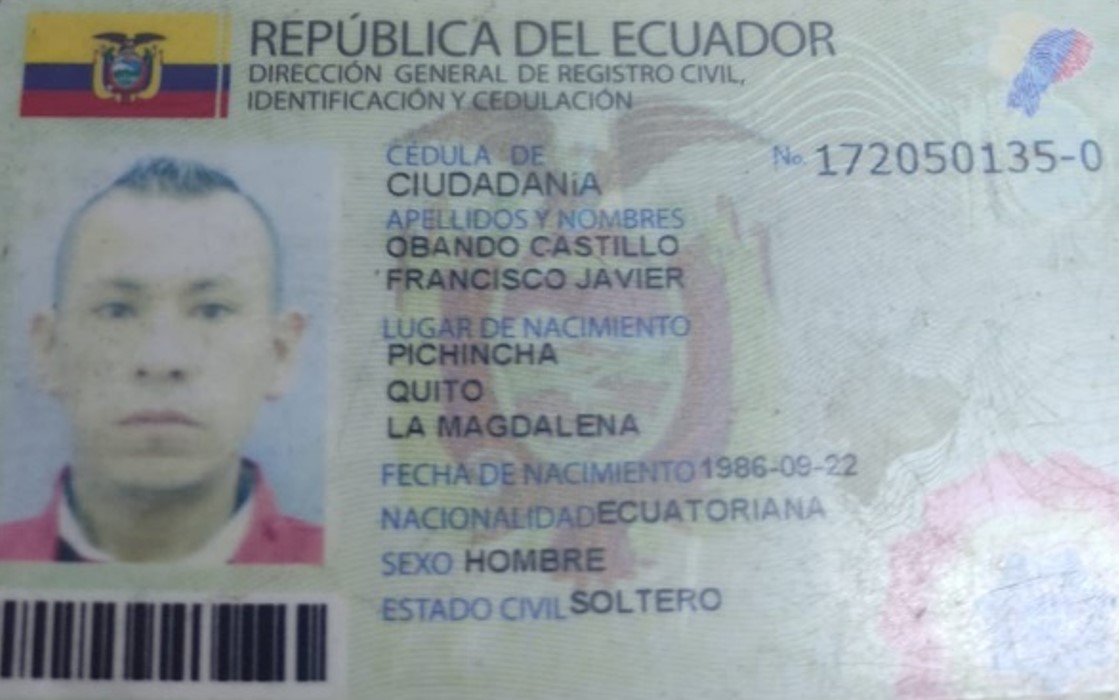 REPÚBLICA DEL ECUADOR
DIRECCIÓN GENERAL DE REGISTRO CIVIL,
IDENTIFICACIÓN Y CEDULACIÓN
CÉDULA DE No. 172050135-0
CIUDADANÍA
APELLIDOS Y NOMBRES
OBANDO CASTILLO
FRANCISCO JAVIER
LUGAR DE NACIMIENTO
PICHINCHA
QUITO
LA MAGDALENA
FECHA DE NACIMIENTO 1986-09-22
NACIONALIDAD ECUATORIANA
SEXO HOMBRE
ESTADO CIVIL SOLTERO